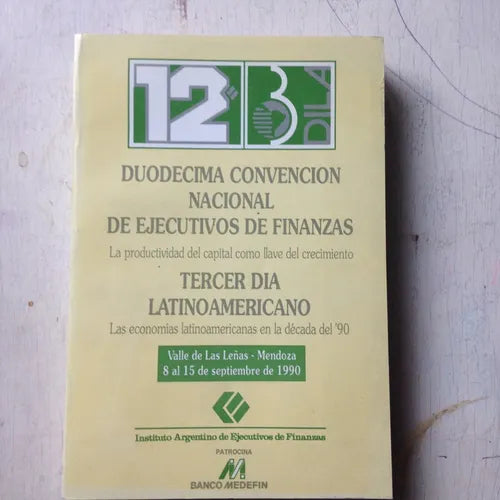 12ª 3 DILA
DUODECIMA CONVENCION
NACIONAL
DE EJECUTIVOS DE FINANZAS
La productividad del capital como llave del crecimiento
TERCER DIA
LATINOAMERICANO
Las economías latinoamericanas en la década del '90
Valle de Las Leñas - Mendoza
8 al 15 de septiembre de 1990
Instituto Argentino de Ejecutivos de Finanzas
PATROCINA
BANCO MEDEFIN